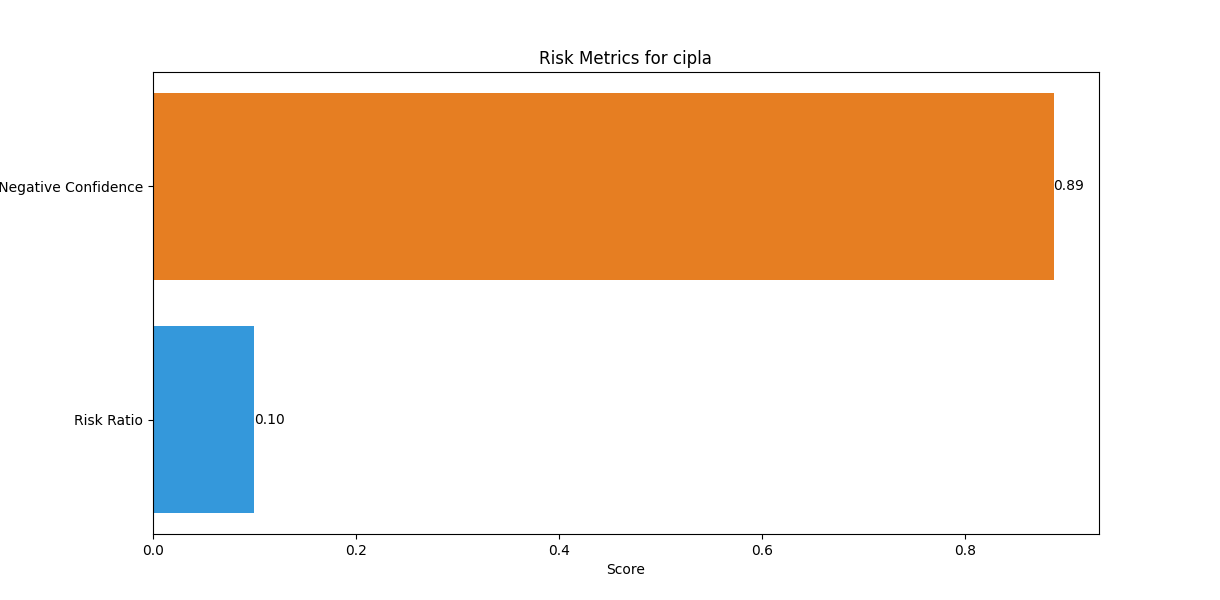 Risk Metrics for cipla
Negative Confidence
0.89
Risk Ratio
0.10
0.0 0.2 0.4 0.6 0.8
Score